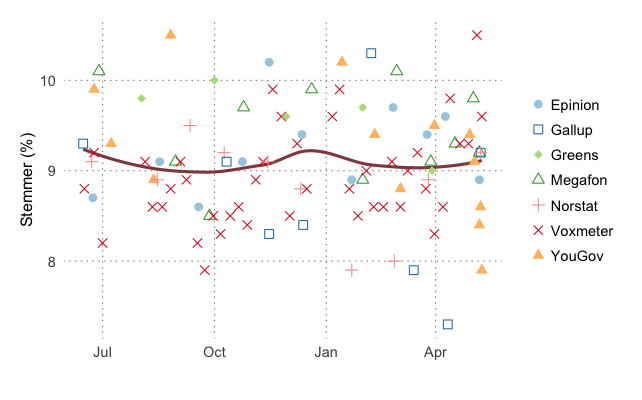 Stemmer (%)
10
9
8
Jul
Oct
Jan
Apr
Epinion
Gallup
Greens
Megafon
Norstat
Voxmeter
YouGov